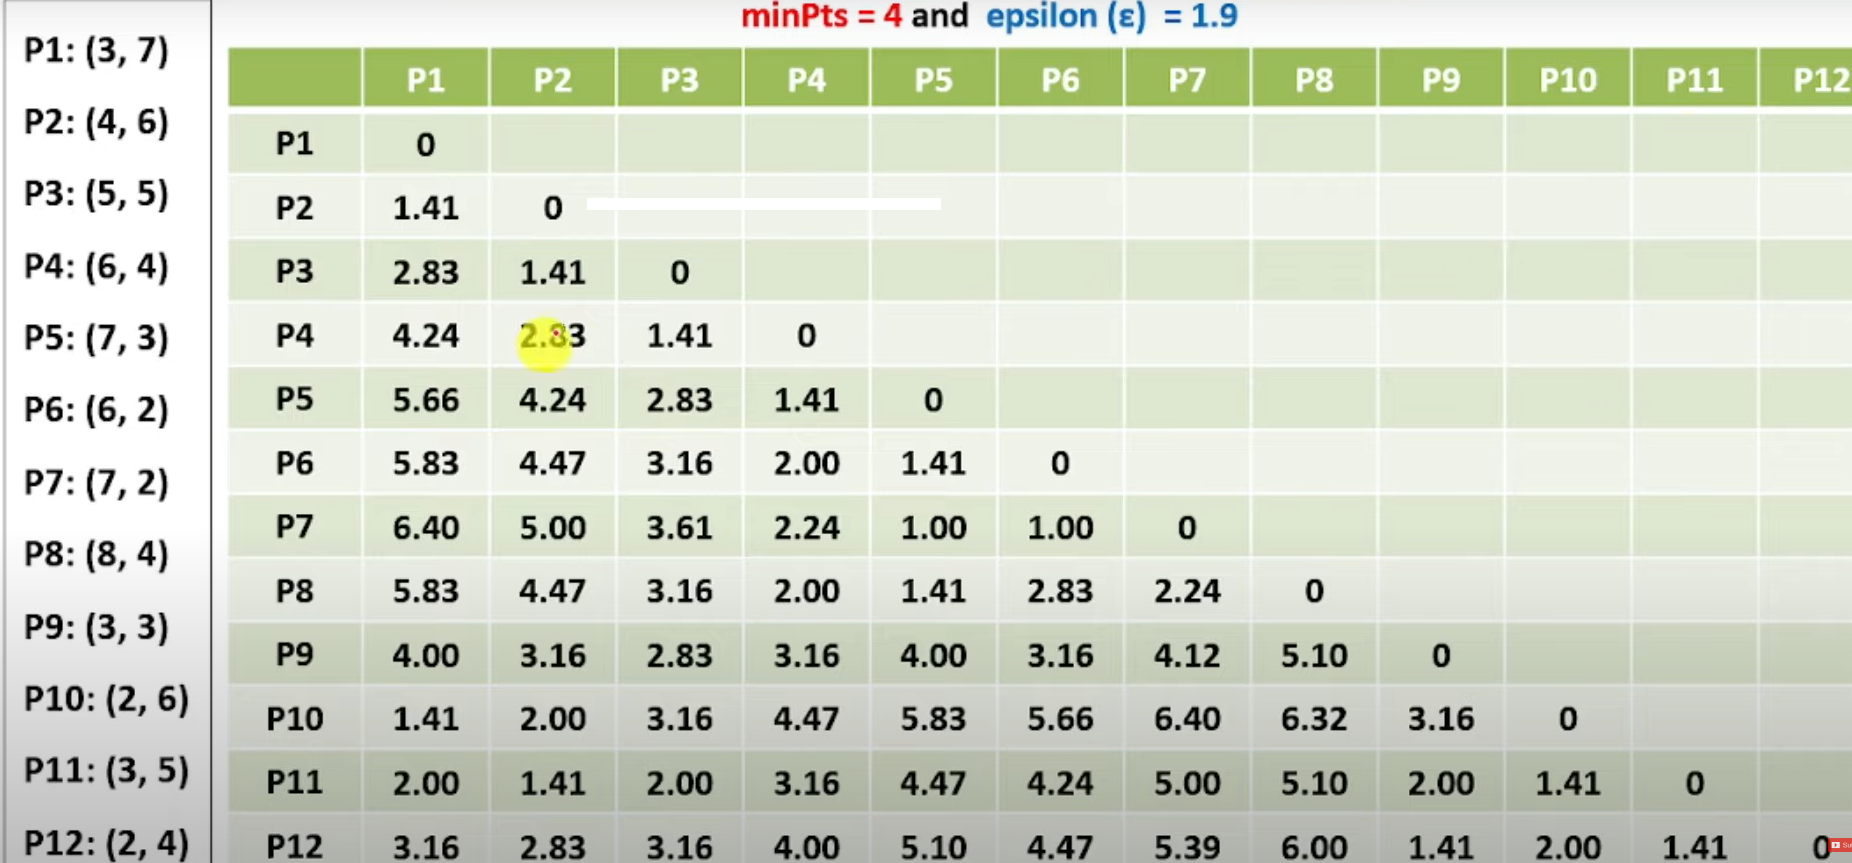 minPts = 4 and epsilon (ε) = 1.9
P1: (3, 7)
P2: (4, 6)
P3: (5, 5)
P4: (6, 4)
P5: (7, 3)
P6: (6, 2)
P7: (7, 2)
P8: (8, 4)
P9: (3, 3)
P10: (2, 6)
P11: (3, 5)
P12: (2, 4)
P1 P2 P3 P4 P5 P6 P7 P8 P9 P10 P11 P12
P1 0
P2 1.41 0
P3 2.83 1.41 0
P4 4.24 2.83 1.41 0
P5 5.66 4.24 2.83 1.41 0
P6 5.83 4.47 3.16 2.00 1.41 0
P7 6.40 5.00 3.61 2.24 1.00 1.00 0
P8 5.83 4.47 3.16 2.00 1.41 2.83 2.24 0
P9 4.00 3.16 2.83 3.16 4.00 3.16 4.12 5.10 0
P10 1.41 2.00 3.16 4.47 5.83 5.66 6.40 6.32 3.16 0
P11 2.00 1.41 2.00 3.16 4.47 4.24 5.00 5.10 2.00 1.41 0
P12 3.16 2.83 3.16 4.00 5.10 4.47 5.39 6.00 1.41 2.00 1.41 0